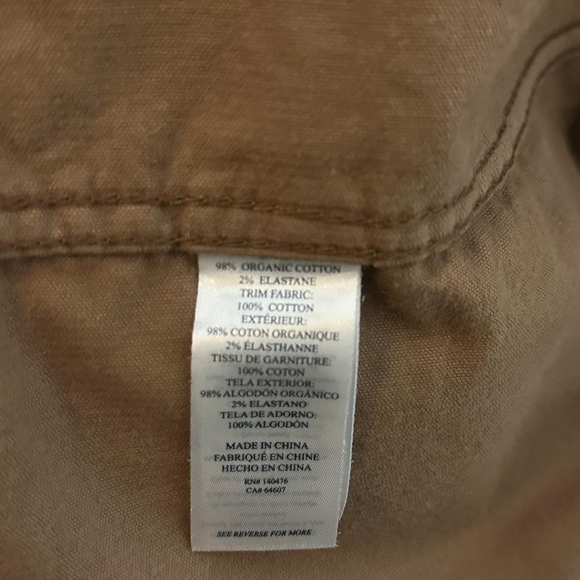 98% ORGANIC COTTON
2% ELASTANE
TRIM FABRIC:
100% COTTON
EXTÉRIEUR:
98% COTON ORGANIQUE
2% ÉLASTHANNE
TISSU DE GARNITURE:
100% COTON
TELA EXTERIOR:
98% ALGODÓN ORGÁNICO
2% ELASTANO
TELA DE ADORNO:
100% ALGODÓN
MADE IN CHINA
FABRIQUÉ EN CHINE
HECHO EN CHINA
RN# 140476
CA# 64607
SEE REVERSE FOR MORE